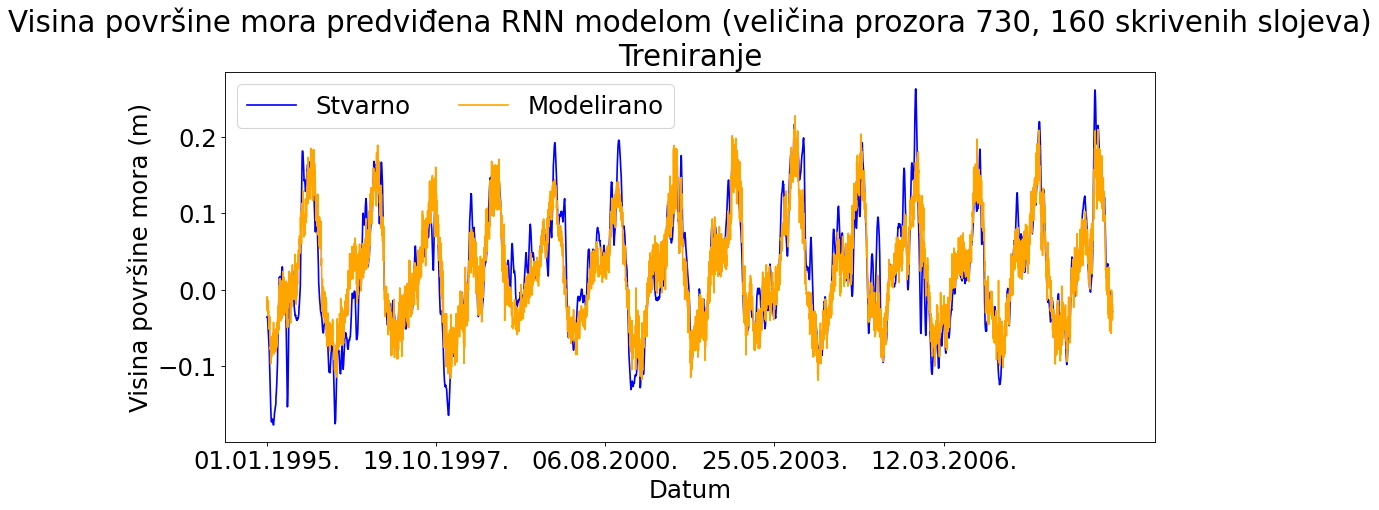 Visina površine mora predviđena RNN modelom (veličina prozora 730, 160 skrivenih slojeva)
Treniranje
Stvarno Modelirano
Visina površine mora (m)
0.2
0.1
0.0
−0.1
01.01.1995. 19.10.1997. 06.08.2000. 25.05.2003. 12.03.2006.
Datum